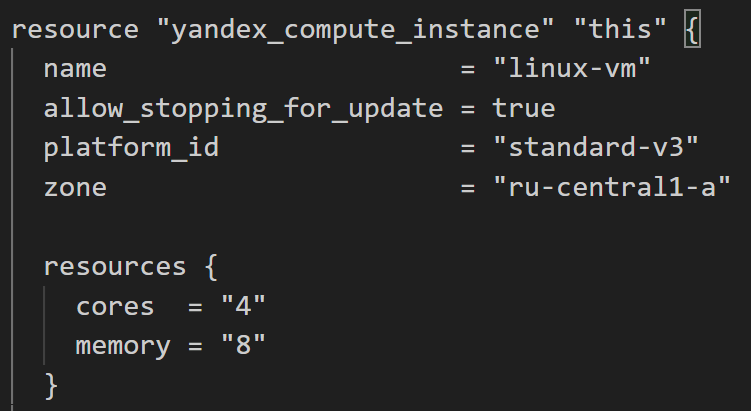 resource "yandex_compute_instance" "this" {
  name                      = "linux-vm"
  allow_stopping_for_update = true
  platform_id               = "standard-v3"
  zone                      = "ru-central1-a"

  resources {
    cores  = "4"
    memory = "8"
  }